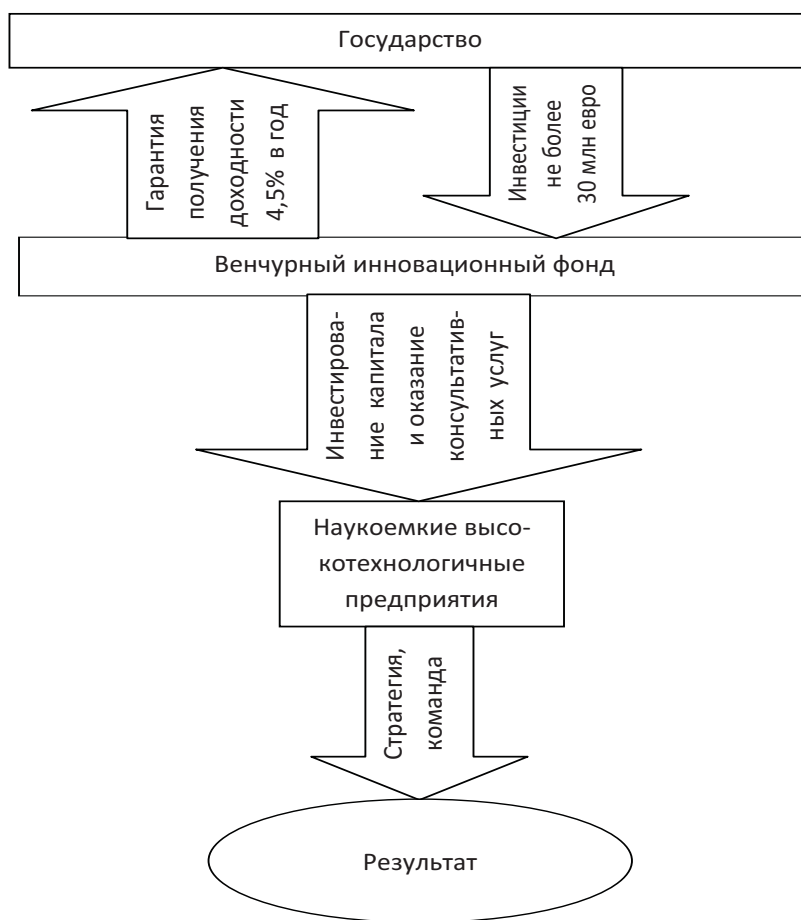 Государство
Гарантия
получения
доходности
4,5% в год
Инвестиции
не более
30 млн евро
Венчурный инновационный фонд
Инвестирова-
ние капитала
и оказание
консультатив-
ных услуг
Наукоемкие высо-
котехнологичные
предприятия
Стратегия,
команда
Результат